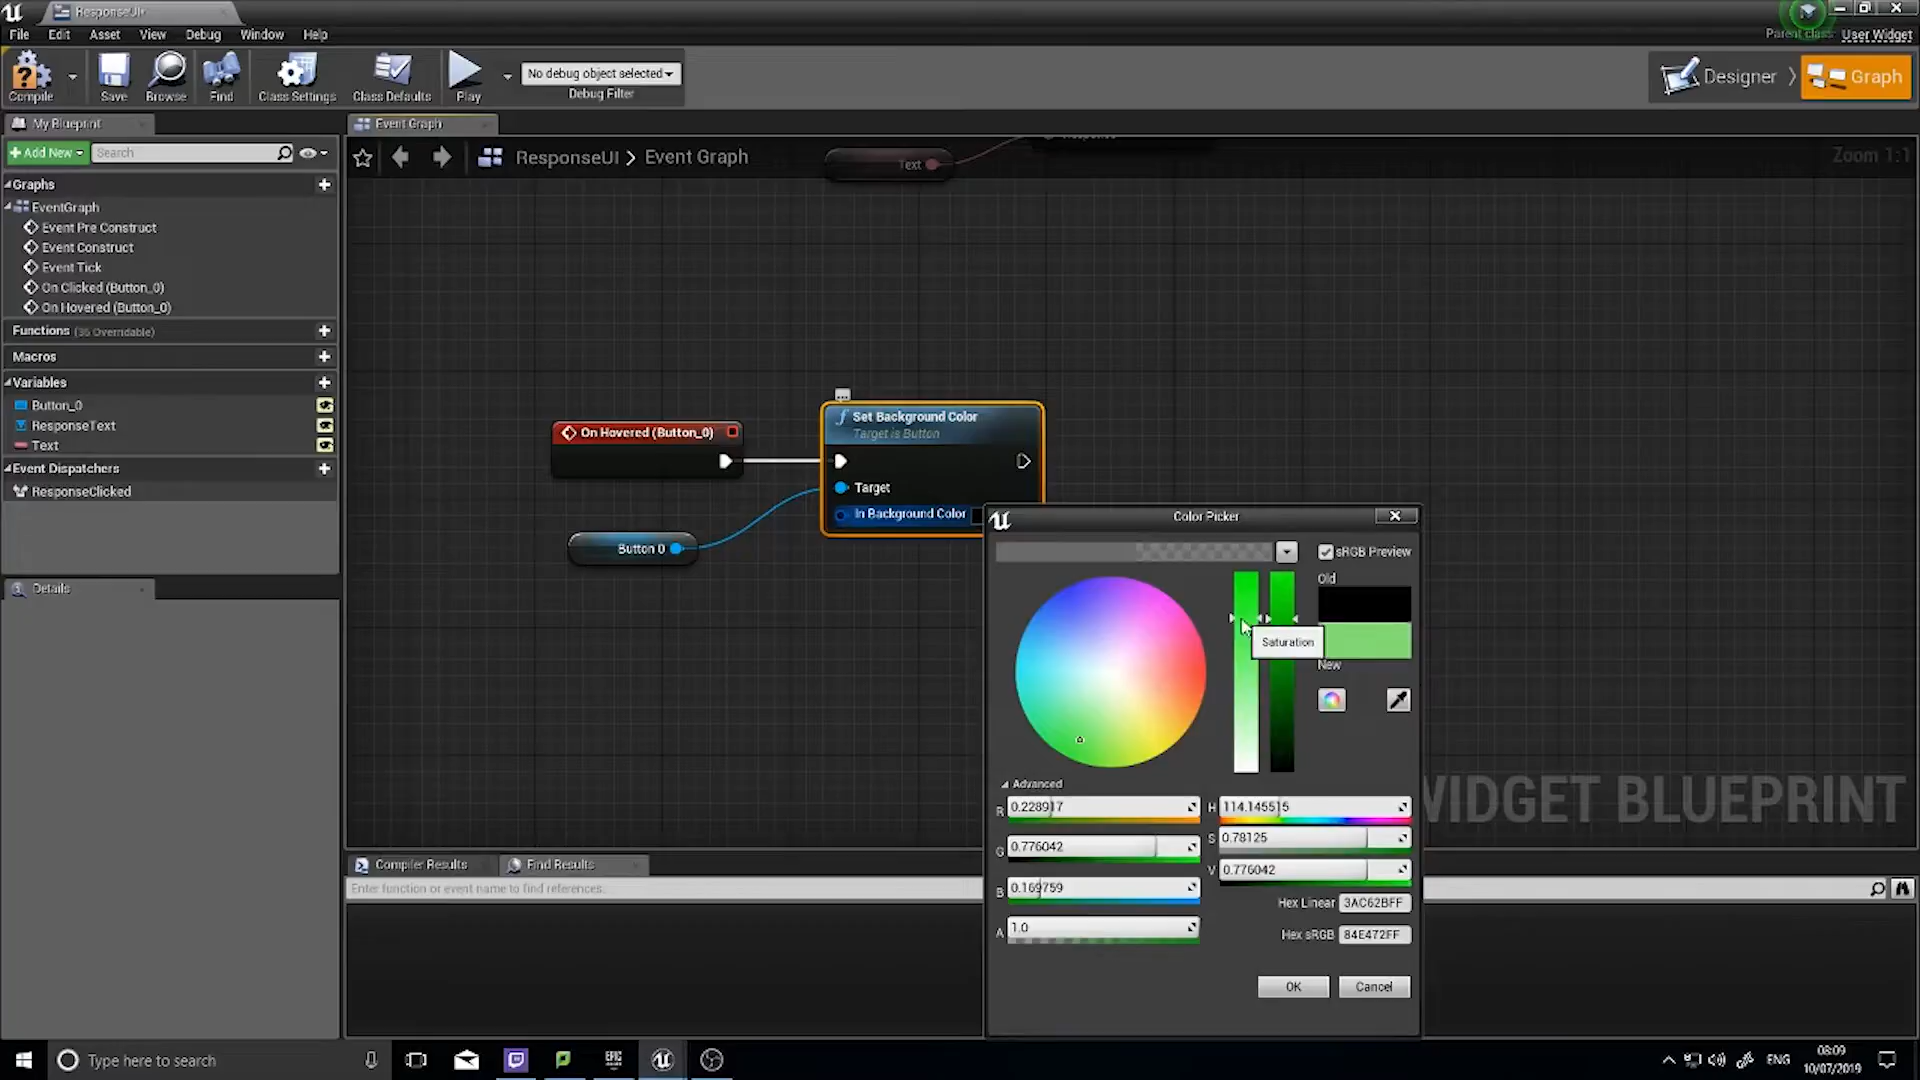 ResponseUI*
File Edit Asset View Debug Window Help
Parent class: User Widget
Compile Save Browse Find Class Settings Class Defaults Play
No debug object selected
Debug Filter
Designer
Graph
My Blueprint
Event Graph
Add New
Search
ResponseUI > Event Graph
Zoom 1:1
Text
Graphs
EventGraph
Event Pre Construct
Event Construct
Event Tick
On Clicked (Button_0)
On Hovered (Button_0)
Functions (35 Overridable)
Macros
Variables
Button_0
ResponseText
Text
Event Dispatchers
ResponseClicked
Details
On Hovered (Button_0)
Button 0
Set Background Color
Target is Button
Target
In Background Color
Color Picker
sRGB Preview
Old
Saturation
New
Advanced
R 0.228917
G 0.776042
B 0.169759
A 1.0
H 114.145515
S 0.78125
V 0.776042
Hex Linear 3AC62BFF
Hex sRGB 84E472FF
OK Cancel
WIDGET BLUEPRINT
Compiler Results
Find Results
Enter function or event name to find references.
Type here to search
EPIC
ENG
08:09
10/07/2019